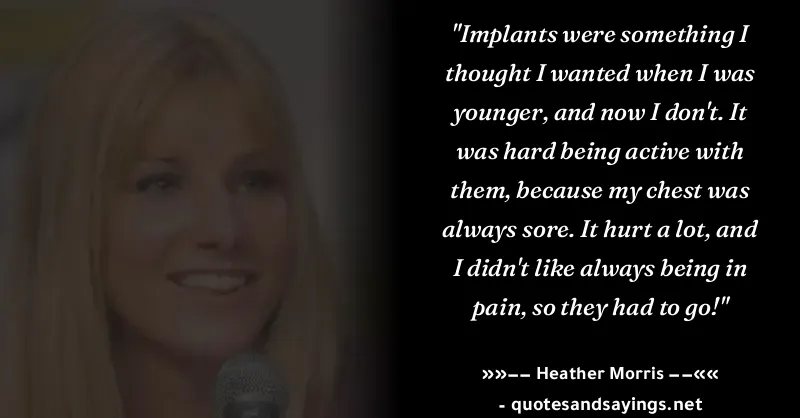 "Implants were something I
thought I wanted when I was
younger, and now I don't. It
was hard being active with
them, because my chest was
always sore. It hurt a lot, and
I didn't like always being in
pain, so they had to go!"
»»–– Heather Morris ––««
- quotesandsayings.net